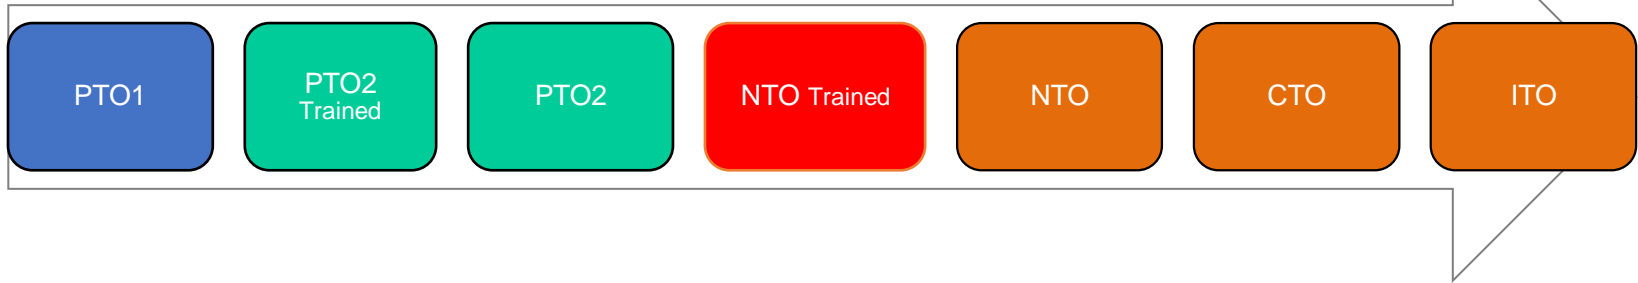 PTO1
PTO2
Trained
PTO2
NTO Trained
NTO
CTO
ITO